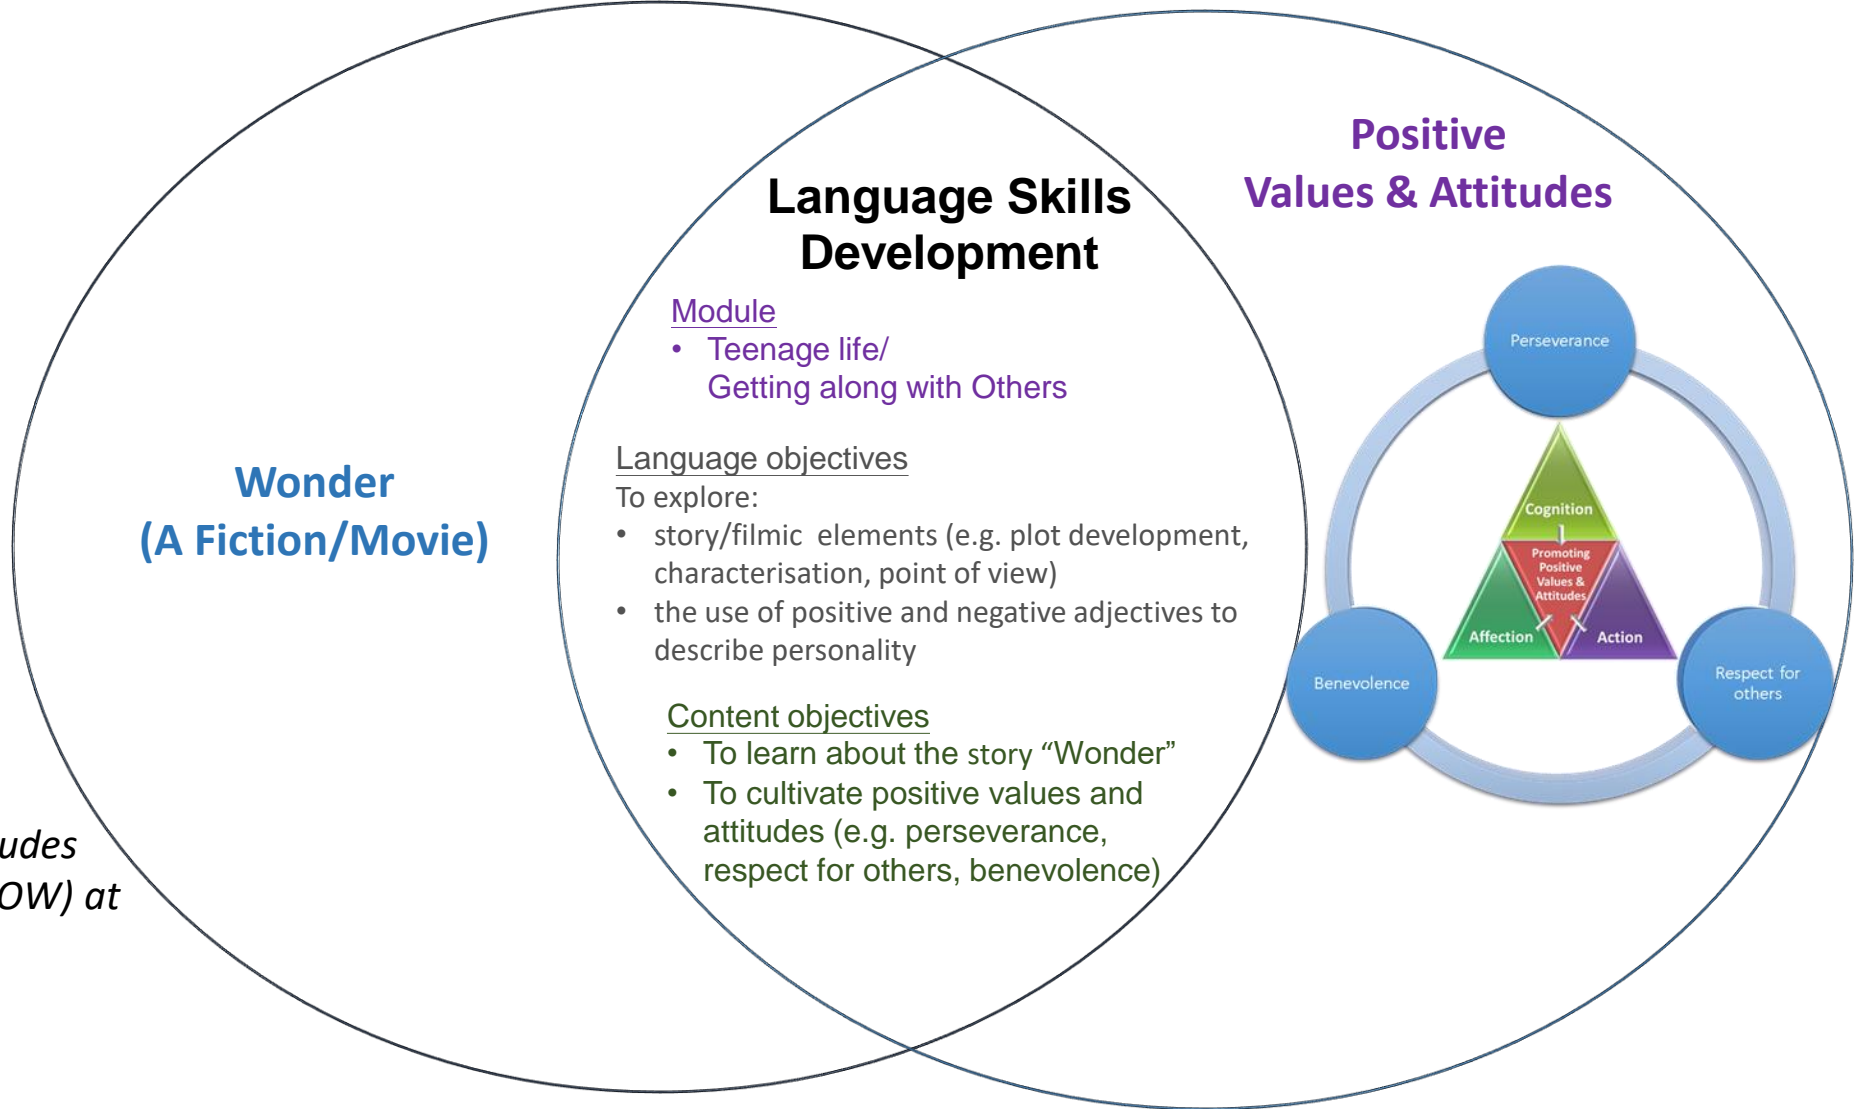 Positive
Values & Attitudes
Language Skills
Development
Module
• Teenage life/
Getting along with Others
Language objectives
To explore:
• story/filmic elements (e.g. plot development,
characterisation, point of view)
• the use of positive and negative adjectives to
describe personality
Content objectives
• To learn about the story “Wonder”
• To cultivate positive values and
attitudes (e.g. perseverance,
respect for others, benevolence)
Wonder
(A Fiction/Movie)
udes
OW) at
Perseverance
Cognition
Promoting
Positive
Values &
Attitudes
Affection
Action
Benevolence
Respect for
others